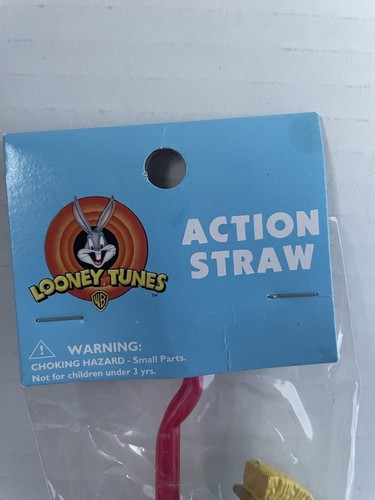 ACTION
STRAW
LOONEY TUNES
WB
TM
WARNING:
CHOKING HAZARD - Small Parts.
Not for children under 3 yrs.